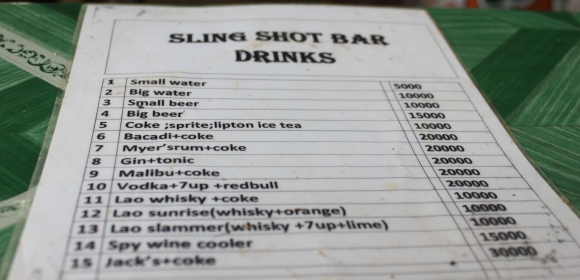 SLING SHOT BAR
DRINKS
1 Small water 5000
2 Big water 10000
3 Small beer 10000
4 Big beer 15000
5 Coke ;sprite;lipton ice tea 10000
6 Bacadi+coke 20000
7 Myer'srum+coke 20000
8 Gin+tonic 20000
9 Malibu+coke 20000
10 Vodka+7up +redbull 20000
11 Lao whisky +coke 10000
12 Lao sunrise(whisky+orange) 10000
13 Lao slammer(whisky +7up+lime) 10000
14 Spy wine cooler 15000
15 Jack's+coke 30000